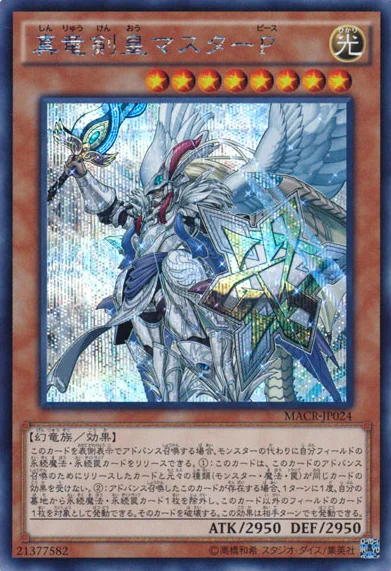 しん りゅう けん おう ピース
真竜剣皇マスターP
ひかり
光
MACR-JP024
【幻竜族/効果】
このカードを表側表示でアドバンス召喚する場合、モンスターの代わりに自分フィールドの
永続魔法・永続罠カードをリリースできる。①:このカードは、このカードのアドバンス召
喚のためにリリースしたカードと元々の種類(モンスター・魔法・罠)が同じカードの
効果を受けない。②:アドバンス召喚したこのカードが存在する場合、1ターンに1度、自分の
墓地から永続魔法・永続罠カード1枚を除外し、このカード以外のフィールドのカード
1枚を対象として発動できる。そのカードを破壊する。この効果は相手ターンでも発動できる。
ATK/2950 DEF/2950
21377582
©高橋和希 スタジオ・ダイス/集英社